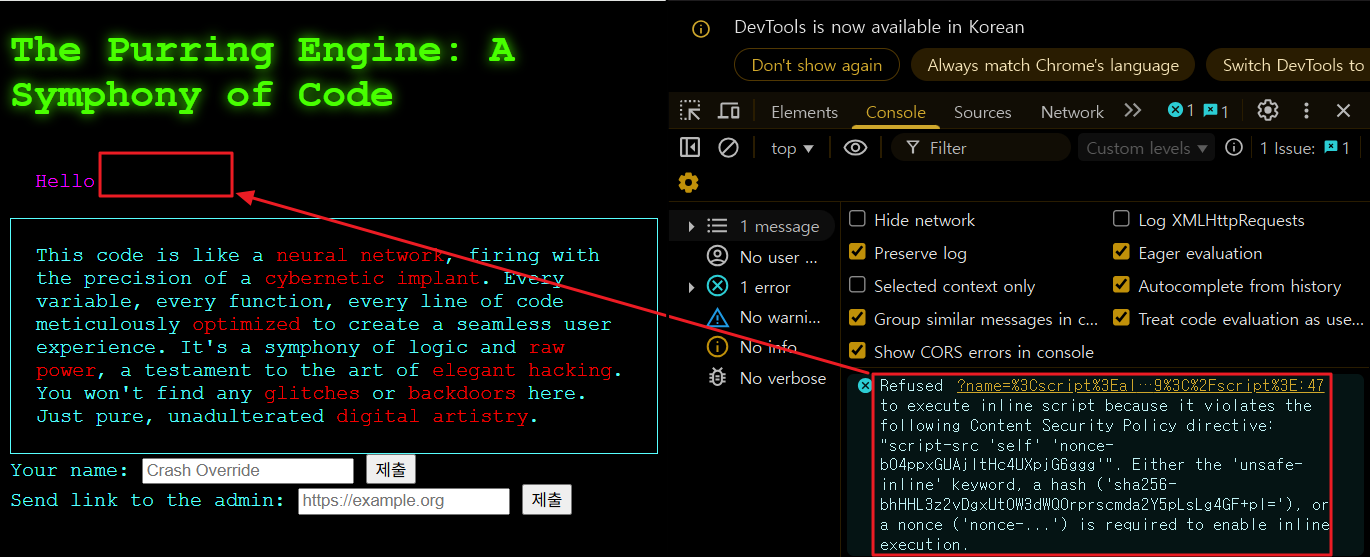 The Purring Engine: A
Symphony of Code
Hello
This code is like a neural network, firing with
the precision of a cybernetic implant. Every
variable, every function, every line of code
meticulously optimized to create a seamless user
experience. It's a symphony of logic and raw
power, a testament to the art of elegant hacking.
You won't find any glitches or backdoors here.
Just pure, unadulterated digital artistry.
Your name: Crash Override 제출
Send link to the admin: https://example.org 제출
DevTools is now available in Korean
Don't show again Always match Chrome's language Switch DevTools to
Elements Console Sources Network 1 1
top Filter Custom levels 1 Issue: 1
1 message
No user ...
1 error
No warni...
No info
No verbose
Hide network Log XMLHttpRequests
Preserve log Eager evaluation
Selected context only Autocomplete from history
Group similar messages in c... Treat code evaluation as use...
Show CORS errors in console
Refused ?name=%3Cscript%3Eal…9%3C%2Fscript%3E:47
to execute inline script because it violates the
following Content Security Policy directive:
"script-src 'self' 'nonce-
bO4ppxGUAjItHc4UXpjG6ggg'". Either the 'unsafe-
inline' keyword, a hash ('sha256-
bhHHL3z2vDgxUtOW3dWOOrprscmda2Y5pLsLg4GF+pI='), or
a nonce ('nonce-...') is required to enable inline
execution.